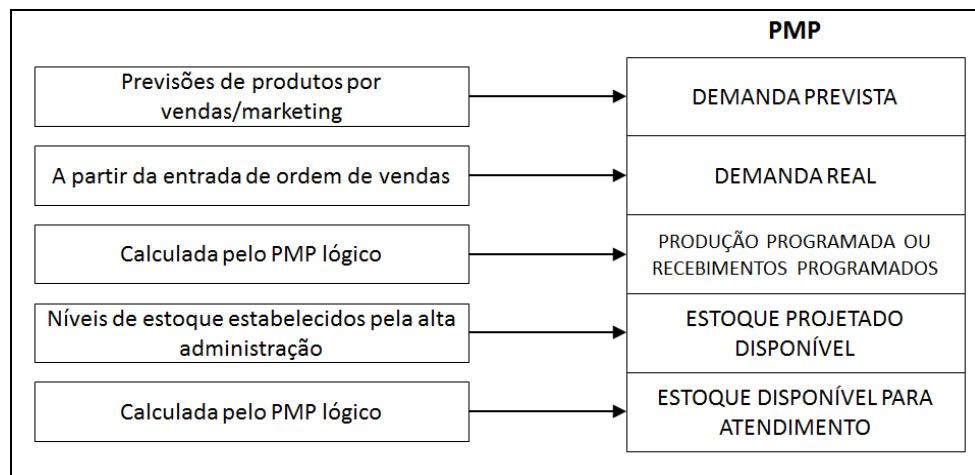 PMP
Previsões de produtos por
vendas/marketing
DEMANDA PREVISTA
A partir da entrada de ordem de vendas
DEMANDA REAL
Calculada pelo PMP lógico
PRODUÇÃO PROGRAMADA OU
RECEBIMENTOS PROGRAMADOS
Níveis de estoque estabelecidos pela alta
administração
ESTOQUE PROJETADO
DISPONÍVEL
Calculada pelo PMP lógico
ESTOQUE DISPONÍVEL PARA
ATENDIMENTO